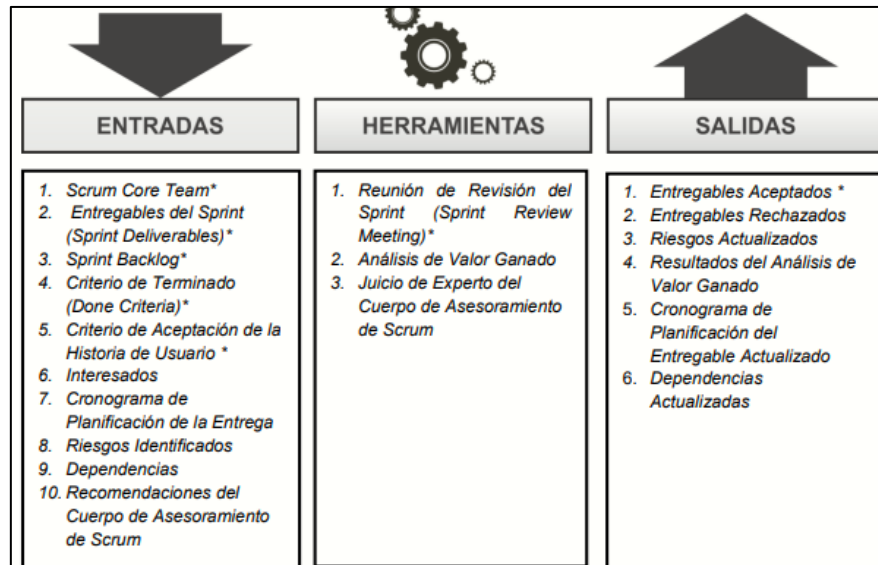 ENTRADAS
1. Scrum Core Team*
2. Entregables del Sprint
(Sprint Deliverables)*
3. Sprint Backlog*
4. Criterio de Terminado
(Done Criteria)*
5. Criterio de Aceptación de la
Historia de Usuario *
6. Interesados
7. Cronograma de
Planificación de la Entrega
8. Riesgos Identificados
9. Dependencias
10. Recomendaciones del
Cuerpo de Asesoramiento
de Scrum
HERRAMIENTAS
1. Reunión de Revisión del
Sprint (Sprint Review
Meeting)*
2. Análisis de Valor Ganado
3. Juicio de Experto del
Cuerpo de Asesoramiento
de Scrum
SALIDAS
1. Entregables Aceptados *
2. Entregables Rechazados
3. Riesgos Actualizados
4. Resultados del Análisis de
Valor Ganado
5. Cronograma de
Planificación del
Entregable Actualizado
6. Dependencias
Actualizadas